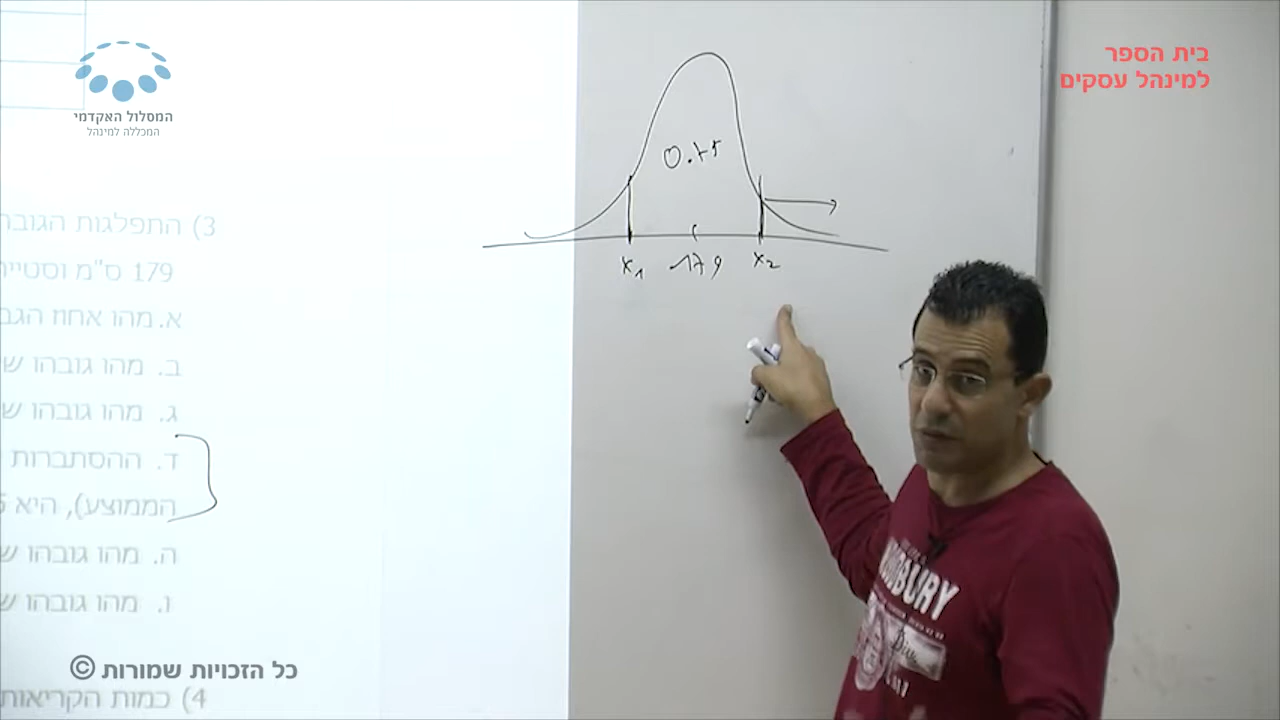 בית הספר
למינהל עסקים
המסלול האקדמי
המכללה למינהל
0.75
x₁ 179 x₂
3) התפלגות הגובה
179 ס"מ וסטיית
א. מהו אחוז הגב
ב. מהו גובהו ש
ג. מהו גובהו ש
ד. ההסתברות
הממוצע), היא
ה. מהו גובהו ש
ו. מהו גובהו ש
כל הזכויות שמורות ©
4) כמות הקריאות